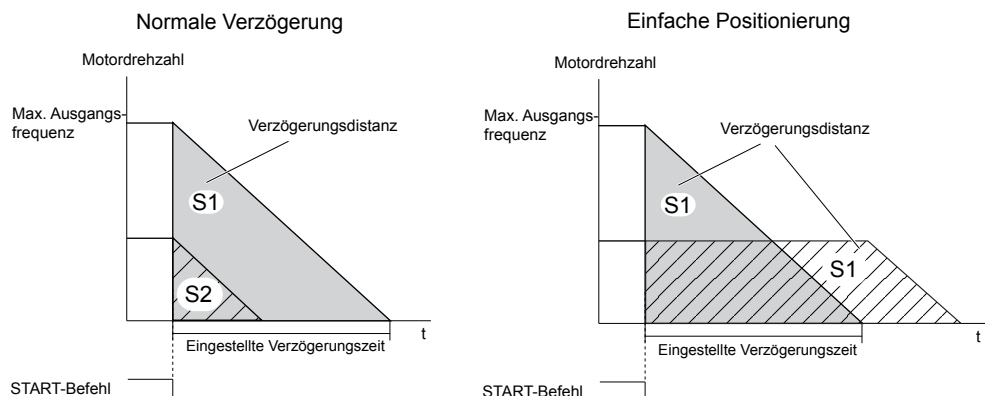 Normale Verzögerung
Motordrehzahl
Max. Ausgangs-
frequenz
Verzögerungsdistanz
S1
S2
t
Eingestellte Verzögerungszeit
START-Befehl
Einfache Positionierung
Motordrehzahl
Max. Ausgangs-
frequenz
Verzögerungsdistanz
S1
S1
t
Eingestellte Verzögerungszeit
START-Befehl